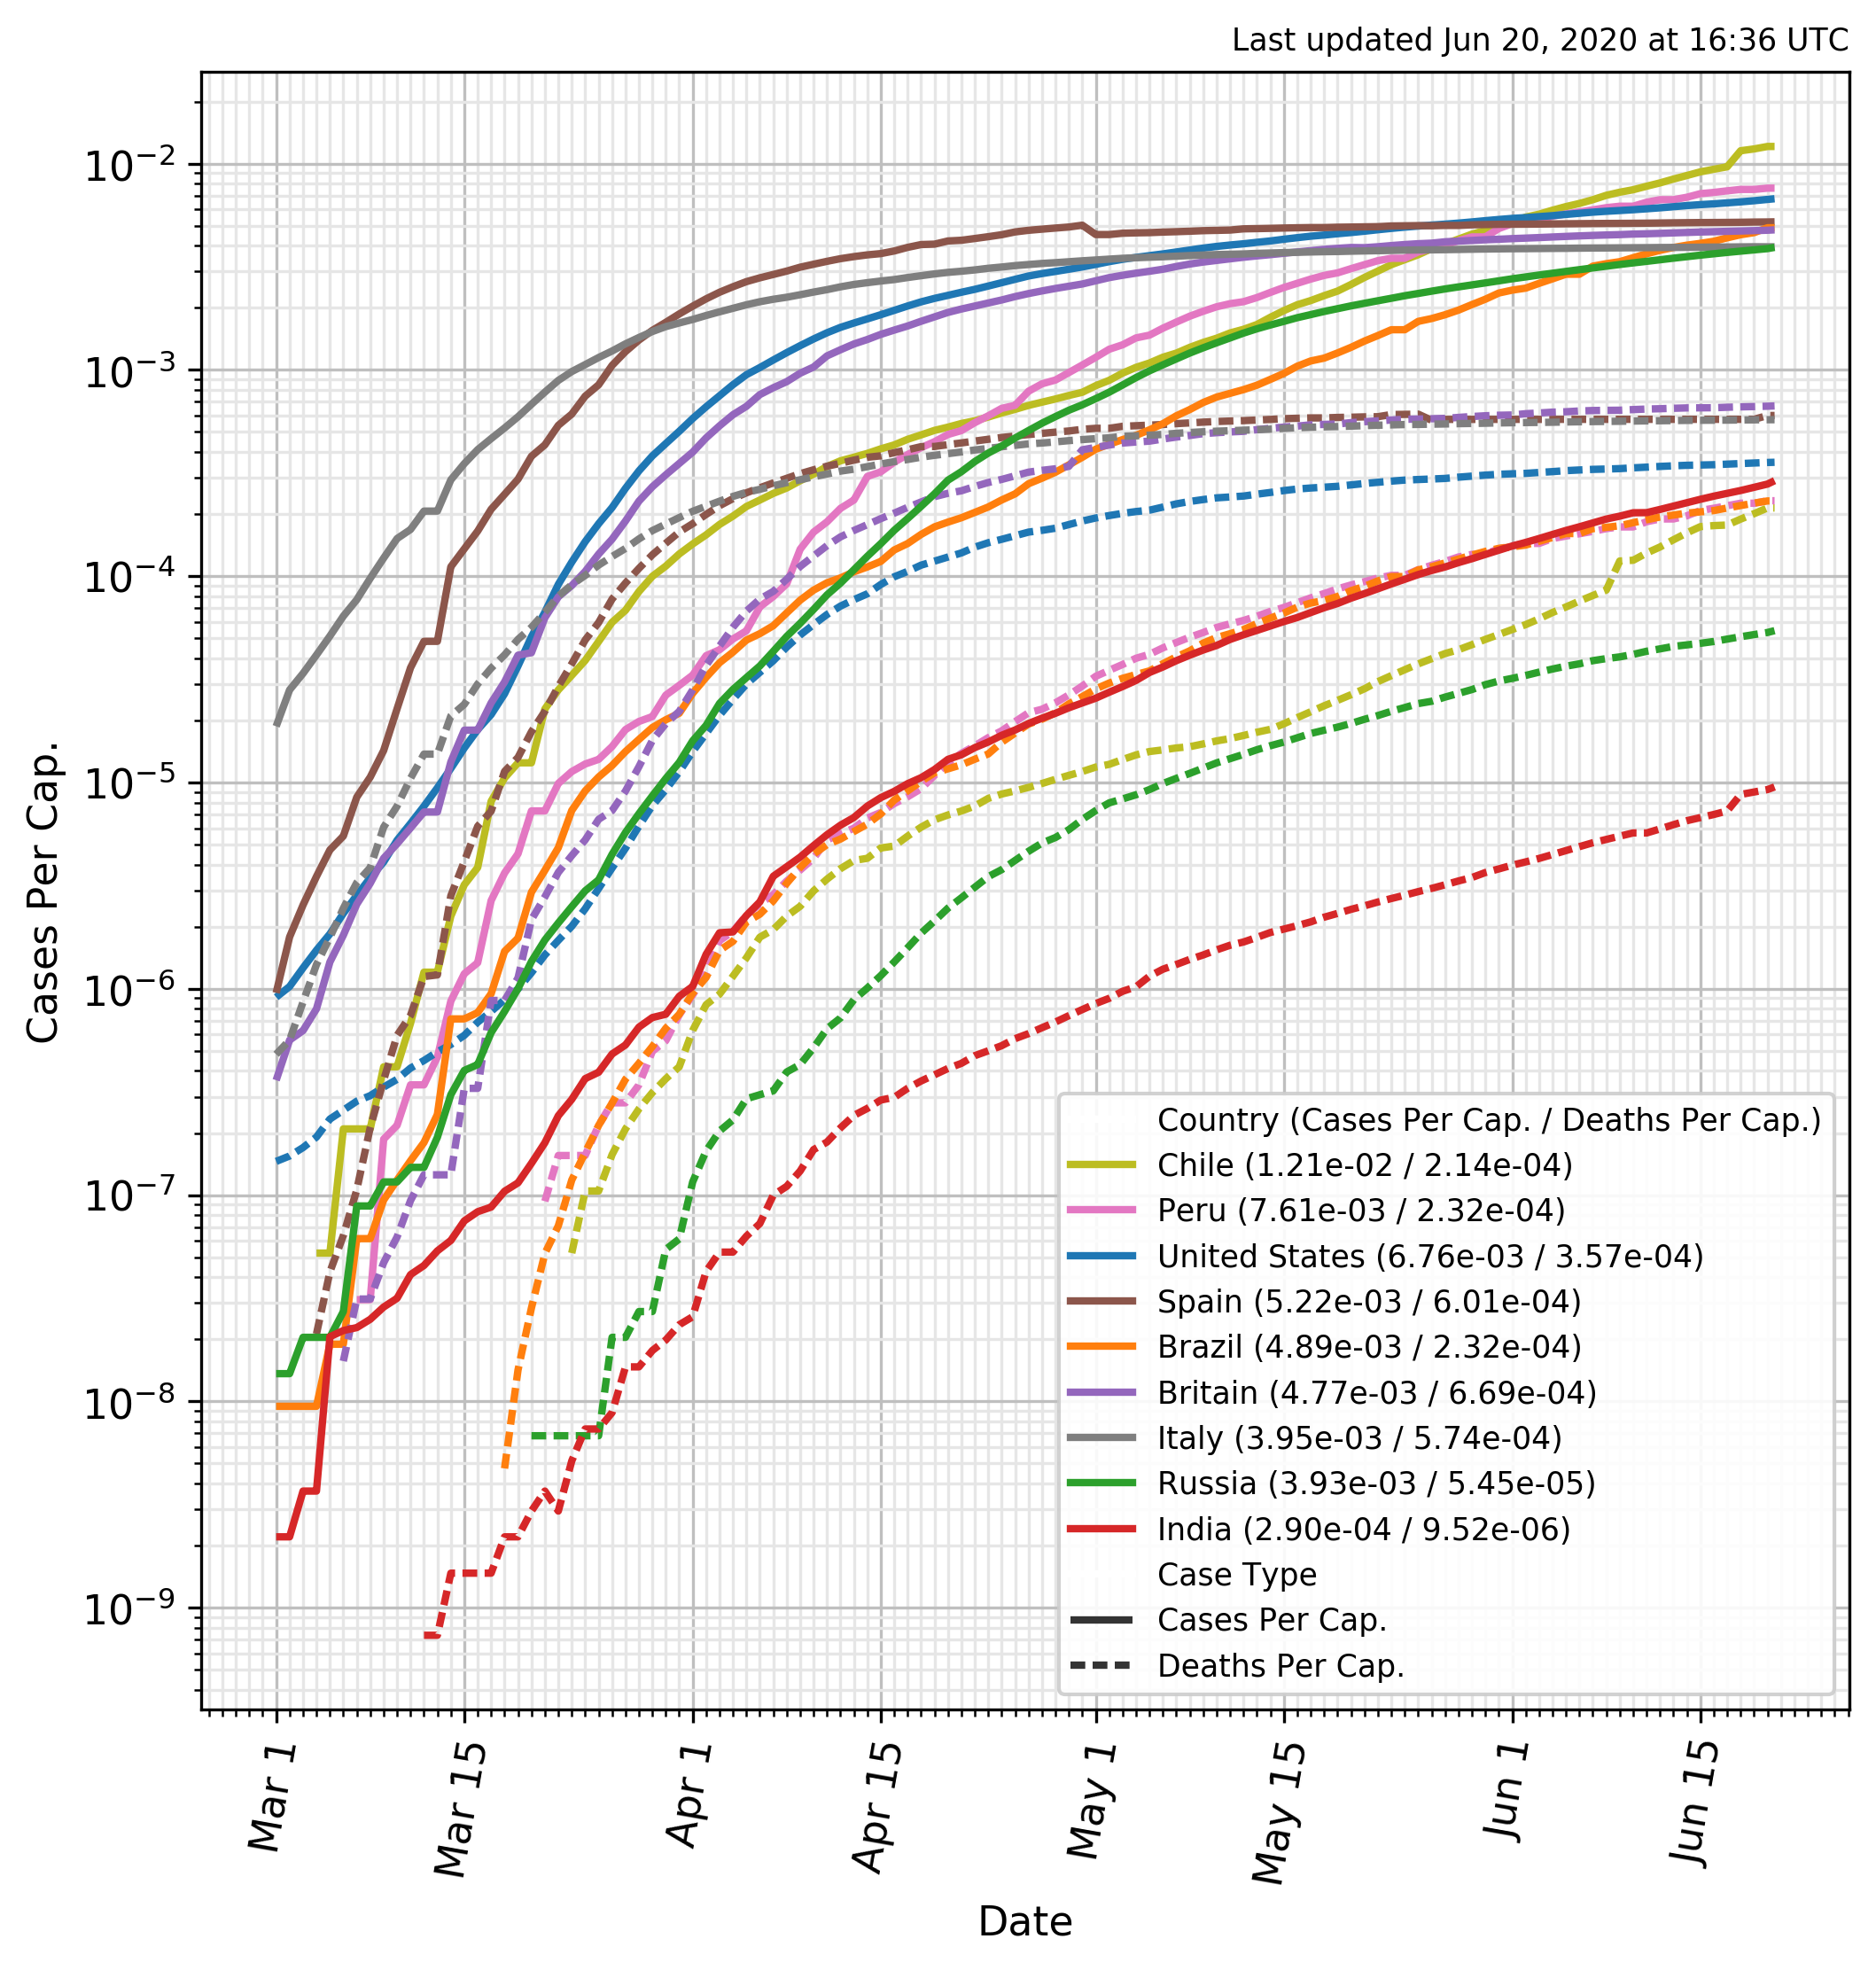 Last updated Jun 20, 2020 at 16:36 UTC
10⁻²
10⁻³
10⁻⁴
10⁻⁵
10⁻⁶
10⁻⁷
10⁻⁸
10⁻⁹
Cases Per Cap.
Country (Cases Per Cap. / Deaths Per Cap.)
Chile (1.21e-02 / 2.14e-04)
Peru (7.61e-03 / 2.32e-04)
United States (6.76e-03 / 3.57e-04)
Spain (5.22e-03 / 6.01e-04)
Brazil (4.89e-03 / 2.32e-04)
Britain (4.77e-03 / 6.69e-04)
Italy (3.95e-03 / 5.74e-04)
Russia (3.93e-03 / 5.45e-05)
India (2.90e-04 / 9.52e-06)
Case Type
Cases Per Cap.
Deaths Per Cap.
Mar 1
Mar 15
Apr 1
Apr 15
May 1
May 15
Jun 1
Jun 15
Date